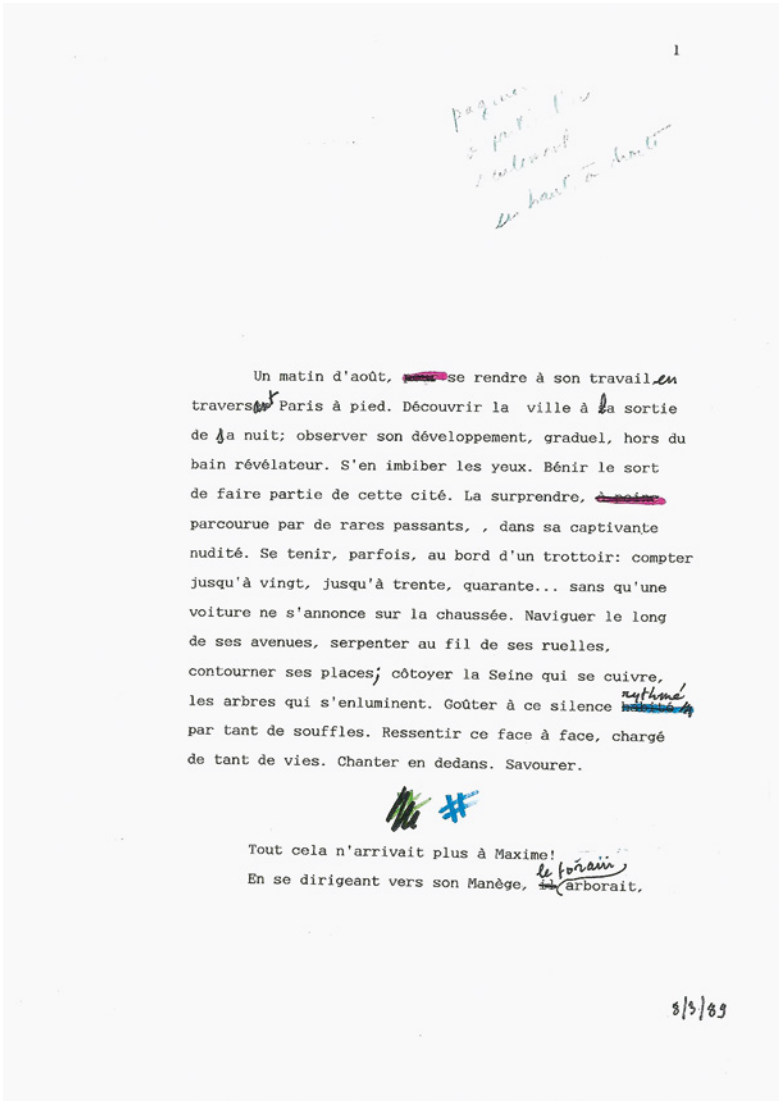 1
en haut à droite
Un matin d'août, se rendre à son travail en
traversant Paris à pied. Découvrir la ville à la sortie
de la nuit; observer son développement, graduel, hors du
bain révélateur. S'en imbiber les yeux. Bénir le sort
de faire partie de cette cité. La surprendre, à peine
parcourue par de rares passants, , dans sa captivante
nudité. Se tenir, parfois, au bord d'un trottoir: compter
jusqu'à vingt, jusqu'à trente, quarante... sans qu'une
voiture ne s'annonce sur la chaussée. Naviguer le long
de ses avenues, serpenter au fil de ses ruelles,
contourner ses places; côtoyer la Seine qui se cuivre,
rythmé
les arbres qui s'enluminent. Goûter à ce silence habité
par tant de souffles. Ressentir ce face à face, chargé
de tant de vies. Chanter en dedans. Savourer.
#
Tout cela n'arrivait plus à Maxime!
le forain
En se dirigeant vers son Manège, il arborait,
8/3/89